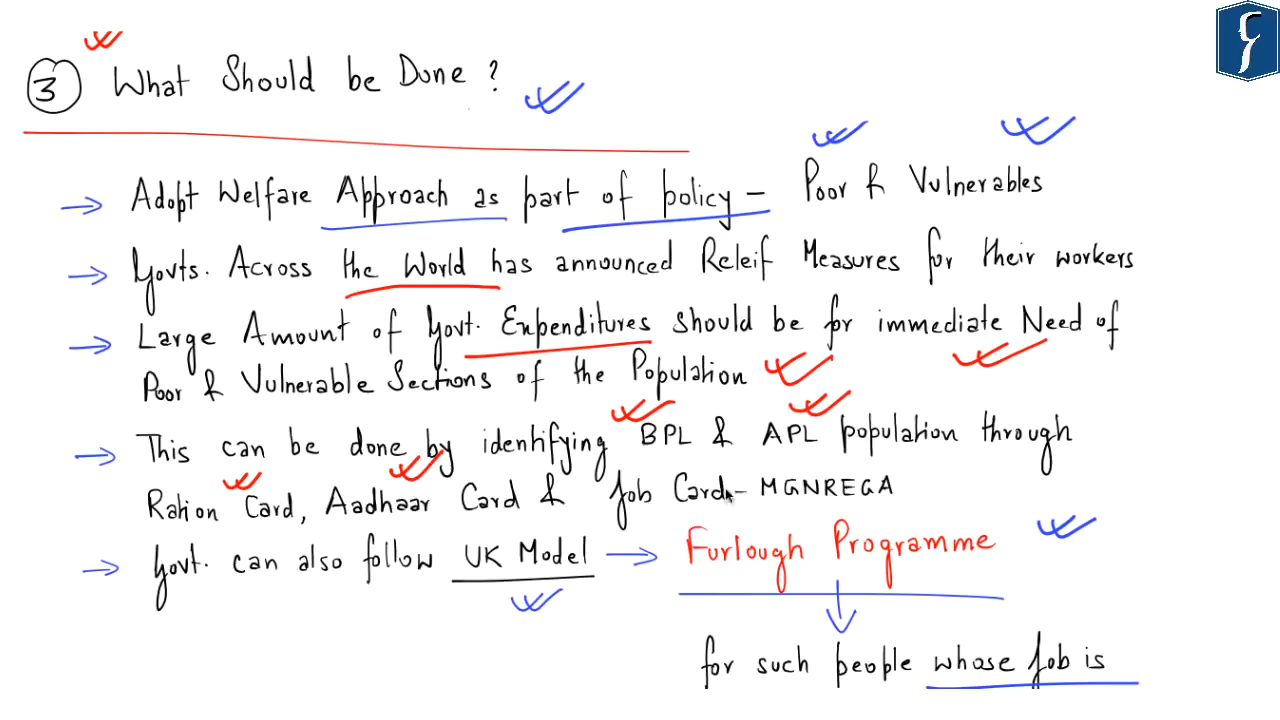 3 What Should be Done ?
→ Adopt Welfare Approach as part of policy - Poor & Vulnerables
→ Govts. Across the World has announced Releif Measures for their workers
→ Large Amount of Govt. Expenditures should be for immediate Need of
Poor & Vulnerable Sections of the Population
→ This can be done by identifying BPL & APL population through
Ration Card, Aadhaar Card & Job Card - MGNREGA
→ Govt. can also follow UK Model → Furlough Programme
for such people whose job is